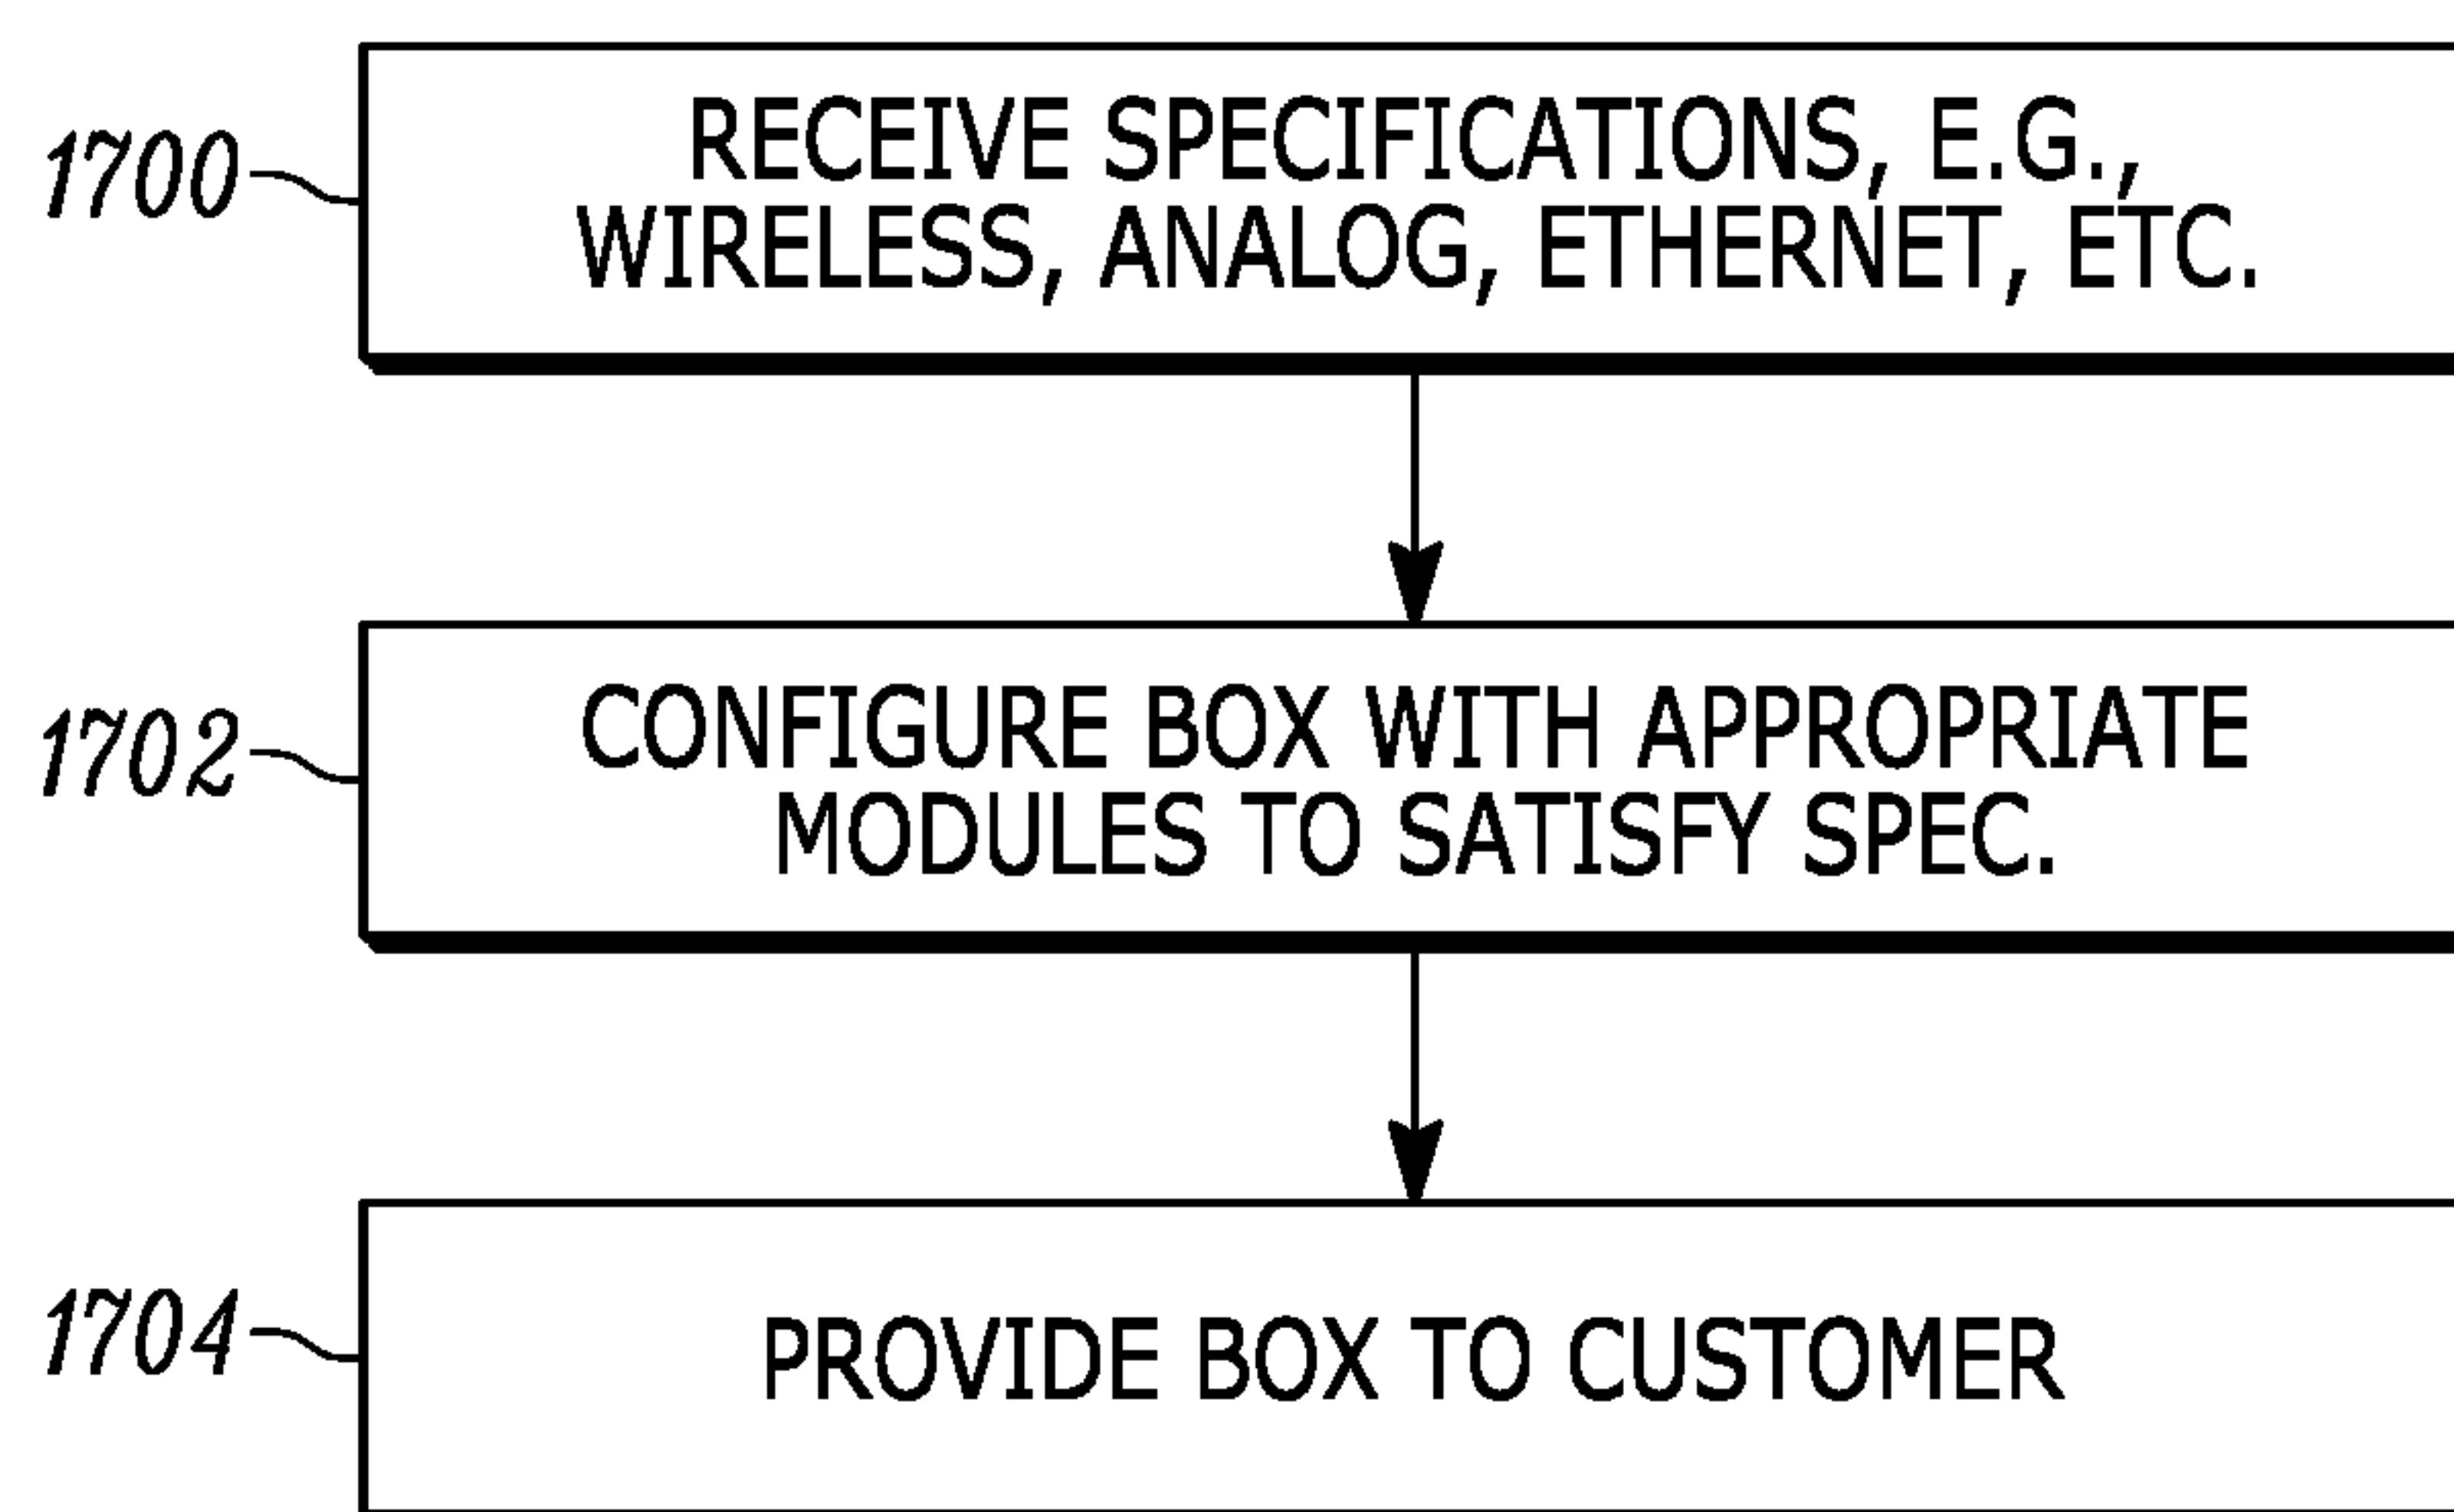 1700
RECEIVE SPECIFICATIONS, E.G.,
WIRELESS, ANALOG, ETHERNET, ETC.
1702
CONFIGURE BOX WITH APPROPRIATE
MODULES TO SATISFY SPEC.
1704
PROVIDE BOX TO CUSTOMER